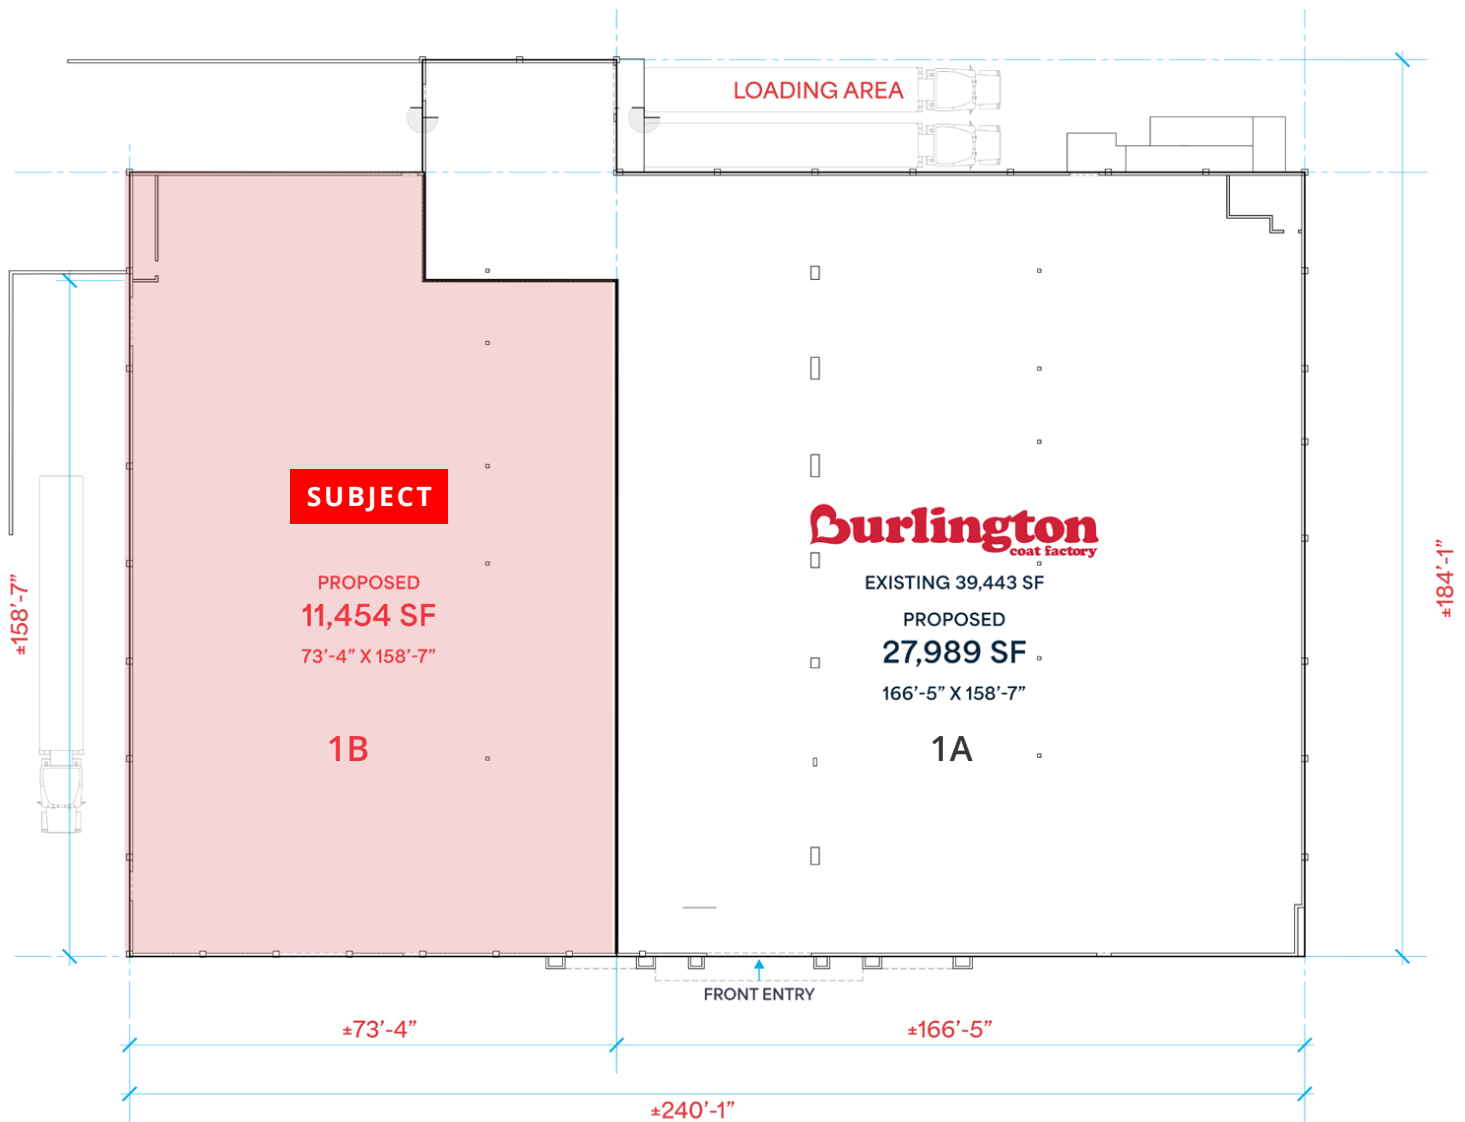 LOADING AREA
SUBJECT
PROPOSED
11,454 SF
73’-4” X 158’-7”
1B
Burlington
coat factory
EXISTING 39,443 SF
PROPOSED
27,989 SF
166’-5” X 158’-7”
1A
±158’-7”
±184’-1”
FRONT ENTRY
±73’-4”
±166’-5”
±240’-1”